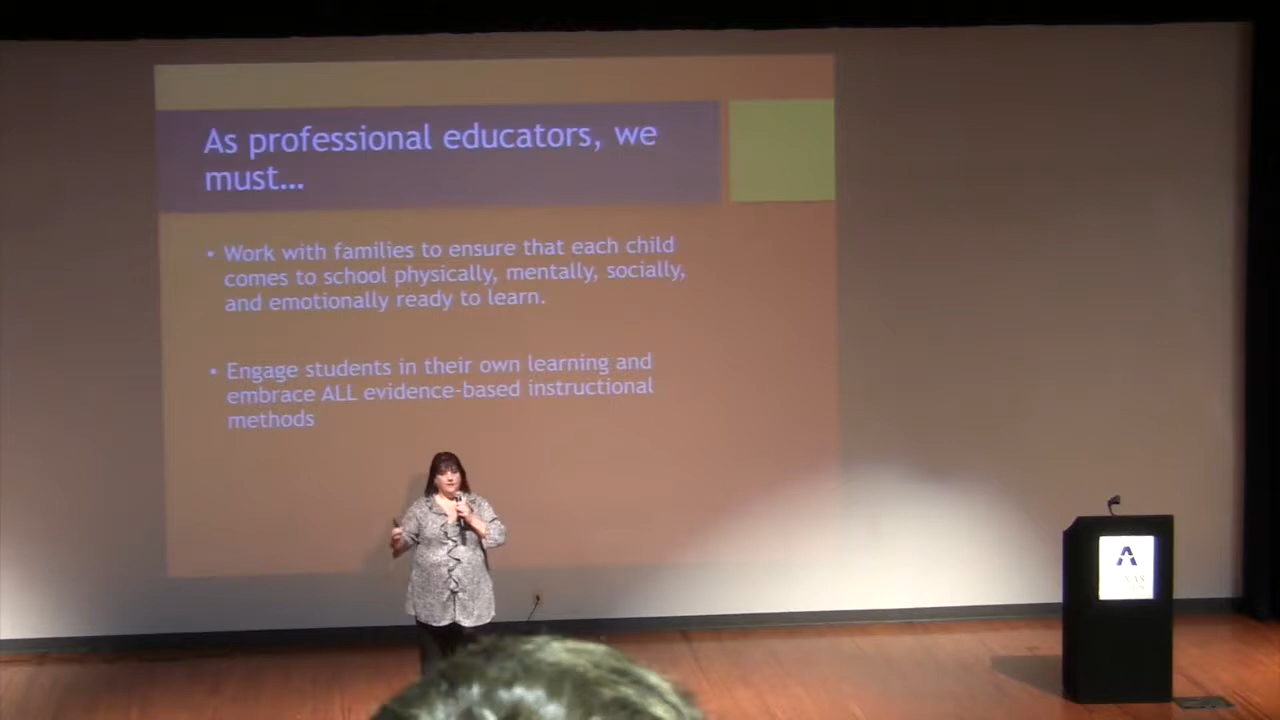 As professional educators, we
must...
• Work with families to ensure that each child
comes to school physically, mentally, socially,
and emotionally ready to learn.
• Engage students in their own learning and
embrace ALL evidence-based instructional
methods
A